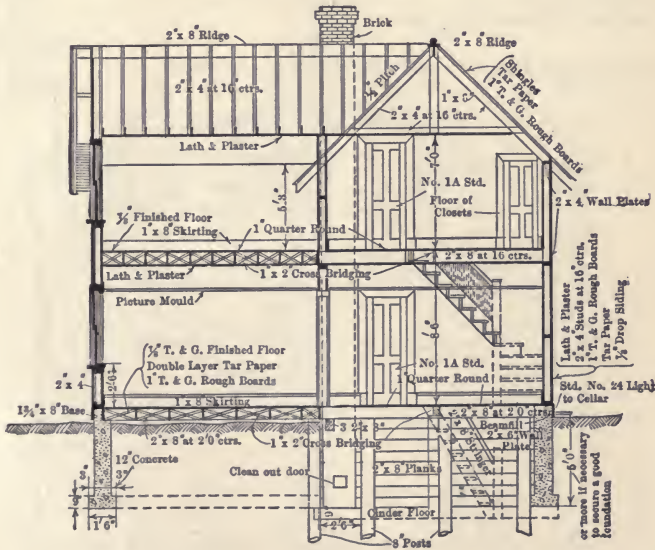 Brick
2" x 8" Ridge
2" x 8" Ridge
Pitch
Shingles
Tar Paper
1" T. & G. Rough Boards
2" x 4" at 16" ctrs.
2" x 4" at 16" ctrs.
Lath & Plaster
7'0"
5'3"
No. 1A Std.
Floor of
Closets
2" x 4" Wall Plates
7/8" Finished Floor
1" x 8" Skirting
1" Quarter Round
2" x 8" at 16" ctrs.
Lath & Plaster
1" x 2" Cross Bridging
Picture Mould
8'6"
Lath & Plaster
2" x 4" Studs at 16" ctrs.
1" T. & G. Rough Boards
Tar Paper
Drop Siding
7/8" T. & G. Finished Floor
Double Layer Tar Paper
1" T. & G. Rough Boards
No. 1A Std.
1" Quarter Round
2" x 4"
2'6"
1" x 8" Skirting
1 3/4" x 8" Base
Std. No. 24 Light
to Cellar
2" x 8" at 2'0" ctrs.
2" x 8" at 2'0" ctrs.
1" x 2" Cross Bridging
Beamfill
2" x 6" Wall
Plate
Stringer
2" x 8" Planks
12" Concrete
3"
3"
Clean out door
5'0"
or more if necessary
to secure a good
foundation
9"
1'6"
2'6"
Cinder Floor
8" Posts